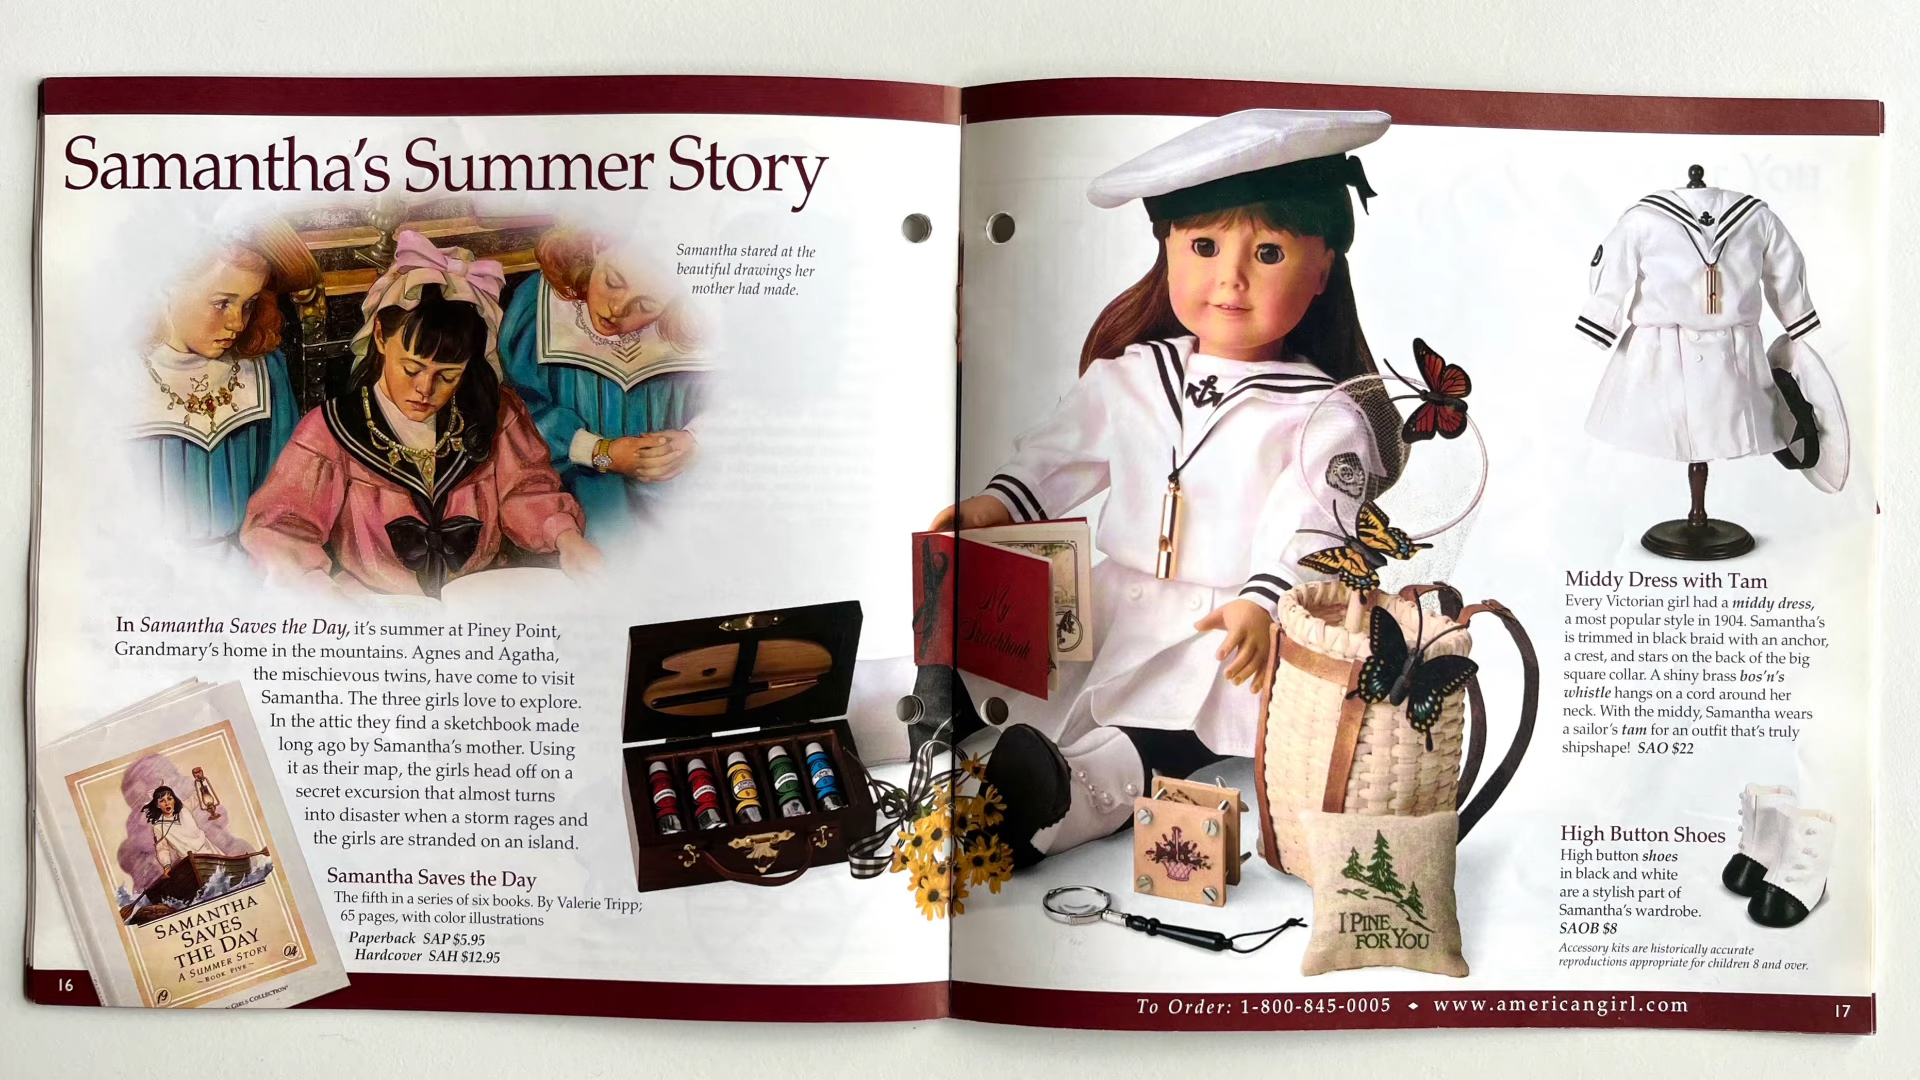 Samantha's Summer Story
Samantha stared at the
beautiful drawings her
mother had made.
In Samantha Saves the Day, it's summer at Piney Point,
Grandmary's home in the mountains. Agnes and Agatha,
the mischievous twins, have come to visit
Samantha. The three girls love to explore.
In the attic they find a sketchbook made
long ago by Samantha's mother. Using
it as their map, the girls head off on a
secret excursion that almost turns
into disaster when a storm rages and
the girls are stranded on an island.
Samantha Saves the Day
The fifth in a series of six books. By Valerie Tripp;
65 pages, with color illustrations
Paperback SAP $5.95
Hardcover SAH $12.95
SAMANTHA
SAVES
THE DAY
A SUMMER STORY
~ BOOK FIVE ~
19
04
GIRLS COLLECTION
16
My
Sketchbook
I PINE
FOR YOU
Middy Dress with Tam
Every Victorian girl had a middy dress,
a most popular style in 1904. Samantha's
is trimmed in black braid with an anchor,
a crest, and stars on the back of the big
square collar. A shiny brass bos'n's
whistle hangs on a cord around her
neck. With the middy, Samantha wears
a sailor's tam for an outfit that's truly
shipshape! SAO $22
High Button Shoes
High button shoes
in black and white
are a stylish part of
Samantha's wardrobe.
SAOB $8
Accessory kits are historically accurate
reproductions appropriate for children 8 and over.
To Order: 1-800-845-0005 ◆ www.americangirl.com
17